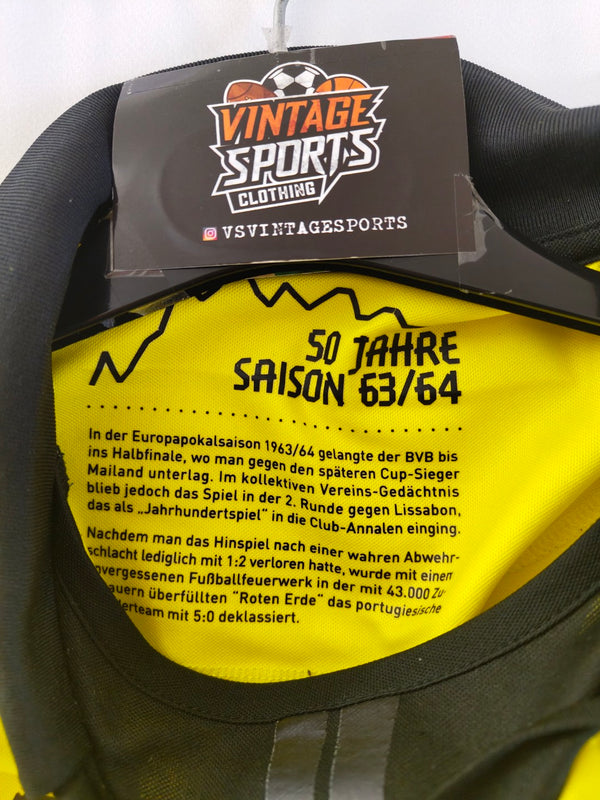 VINTAGE
SPORTS
CLOTHING
VSVINTAGESPORTS
50 JAHRE
SAISON 63/64
In der Europapokalsaison 1963/64 gelangte der BVB bis
ins Halbfinale, wo man gegen den späteren Cup-Sieger
Mailand unterlag. Im kollektiven Vereins-Gedächtnis
blieb jedoch das Spiel in der 2. Runde gegen Lissabon,
das als „Jahrhundertspiel" in die Club-Annalen einging.
Nachdem man das Hinspiel nach einer wahren Abwehr-
schlacht lediglich mit 1:2 verloren hatte, wurde mit einem
unvergessenen Fußballfeuerwerk in der mit 43.000 Zu-
schauern überfüllten "Roten Erde" das portugiesische
team mit 5:0 deklassiert.